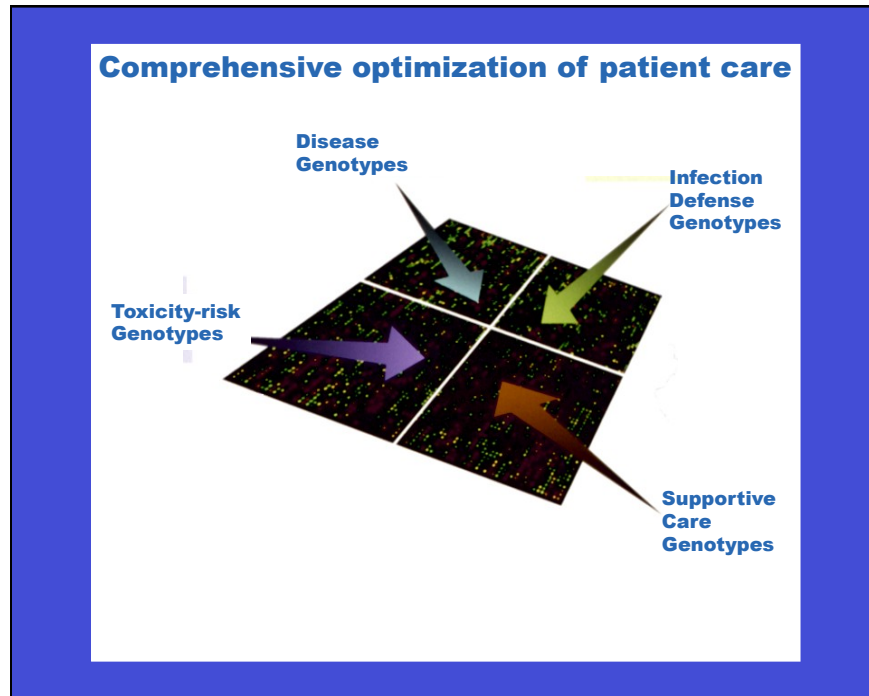 Comprehensive optimization of patient care
Disease
Genotypes
Infection
Defense
Genotypes
Toxicity-risk
Genotypes
Supportive
Care
Genotypes